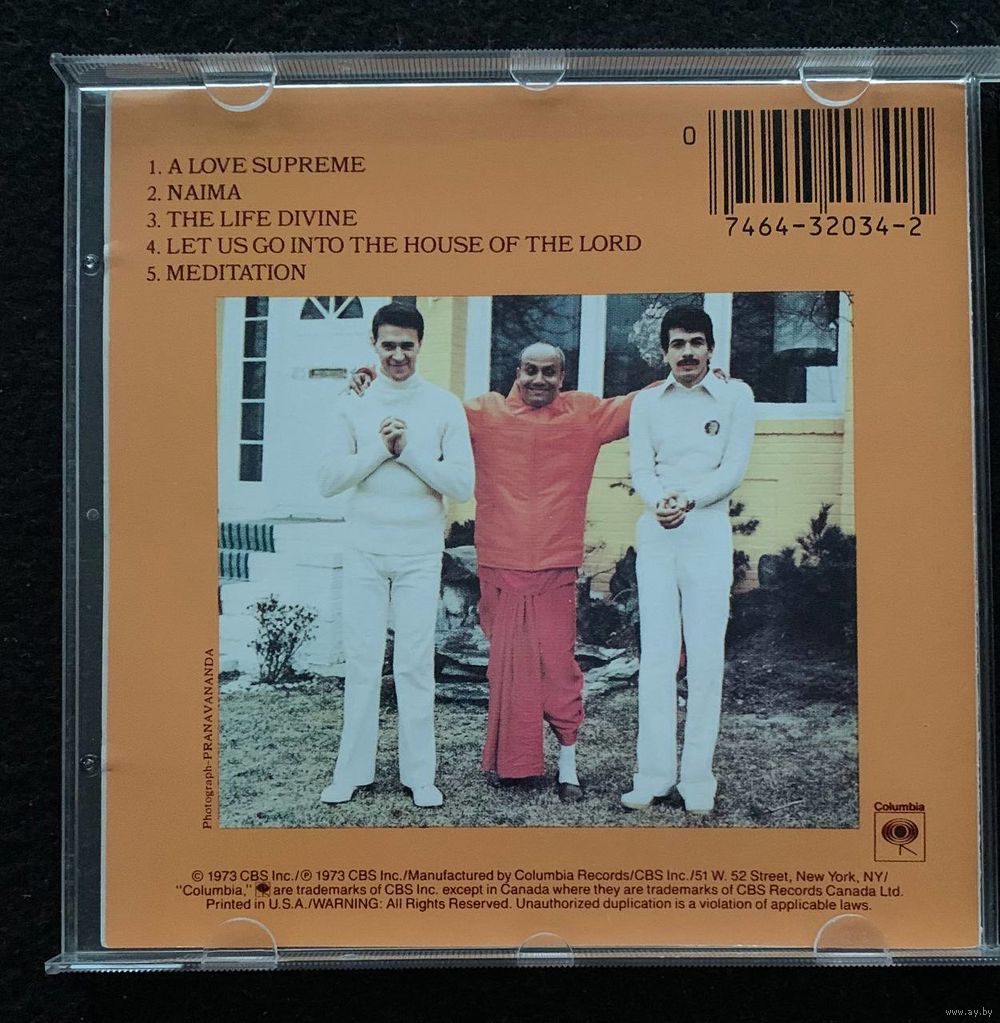 1. A LOVE SUPREME
2. NAIMA
3. THE LIFE DIVINE
4. LET US GO INTO THE HOUSE OF THE LORD
5. MEDITATION
0
7464-32034-2
Photograph-PRANAVANANDA
Columbia
© 1973 CBS Inc./℗ 1973 CBS Inc./Manufactured by Columbia Records/CBS Inc./51 W. 52 Street, New York, NY/
"Columbia," are trademarks of CBS Inc. except in Canada where they are trademarks of CBS Records Canada Ltd.
Printed in U.S.A./WARNING: All Rights Reserved. Unauthorized duplication is a violation of applicable laws.
www.ay.by